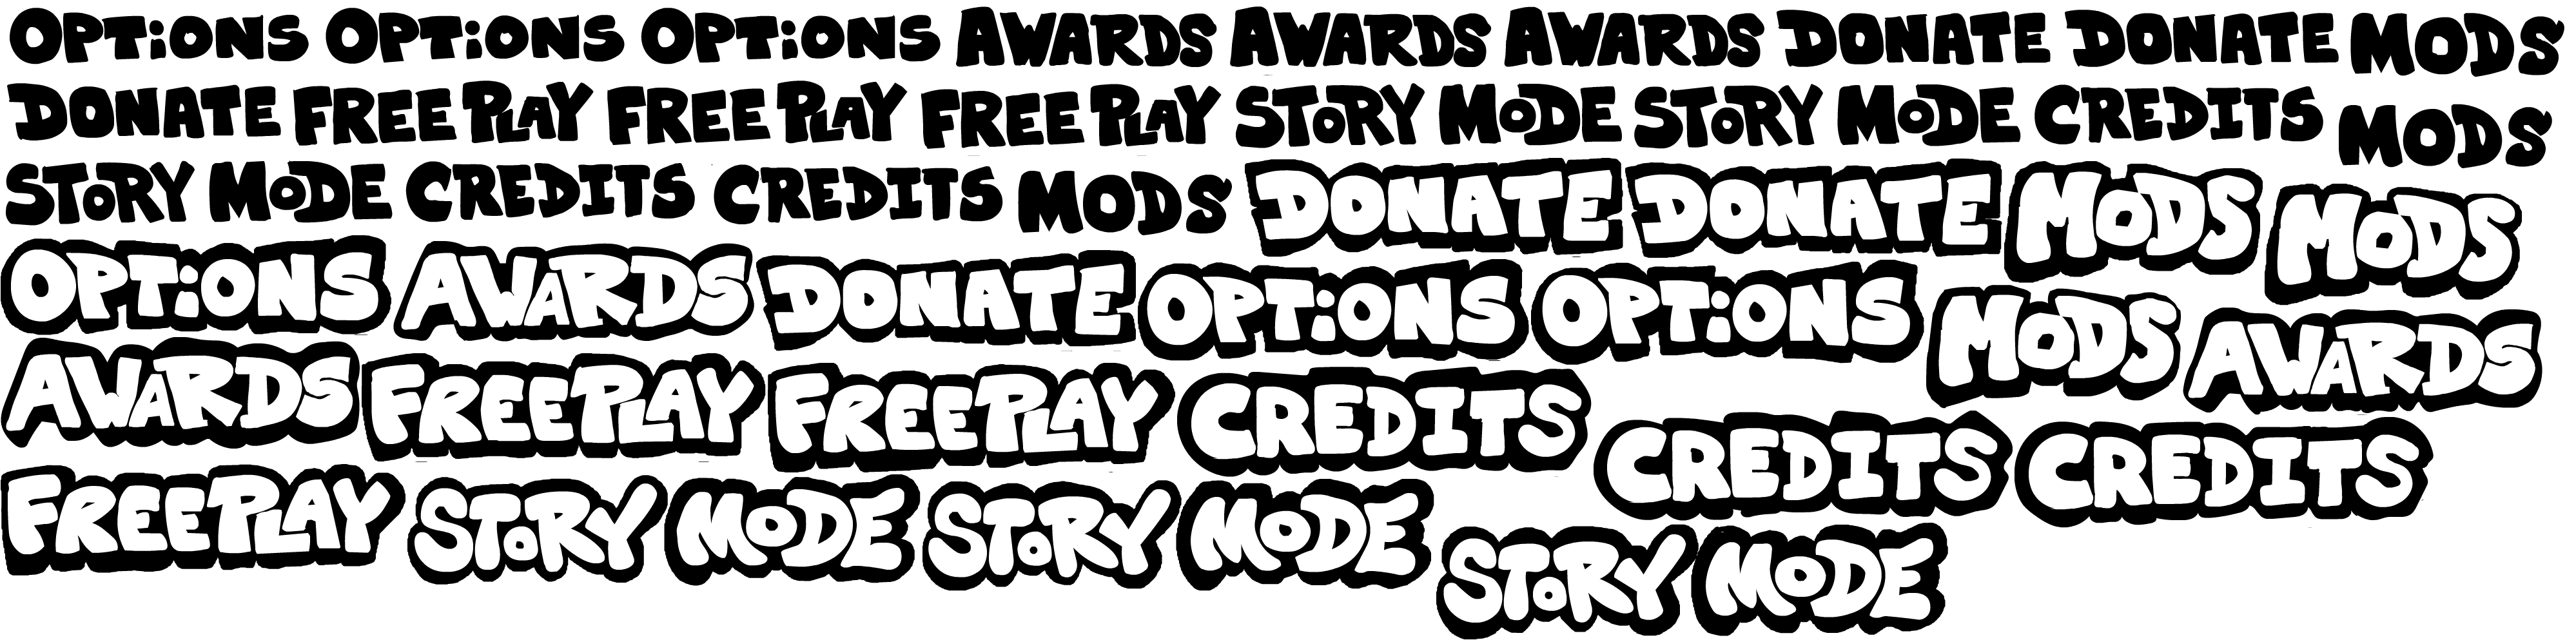 OPTiONS OPTiONS OPTiONS AWARDS AWARDS AWARDS DONATE DONATE MODS
DONATE FREEPLAY FREEPLAY FREEPLAY STORY MODE STORY MODE CREDITS MODS
STORY MODE CREDITS CREDITS MODS DONATE DONATE MODS MODS
OPTiONS AWARDS DONATE OPTiONS OPTiONS MODS AWARDS
AWARDS FREEPLAY FREEPLAY CREDITS CREDITS CREDITS
FREEPLAY STORY MODE STORY MODE STORY MODE